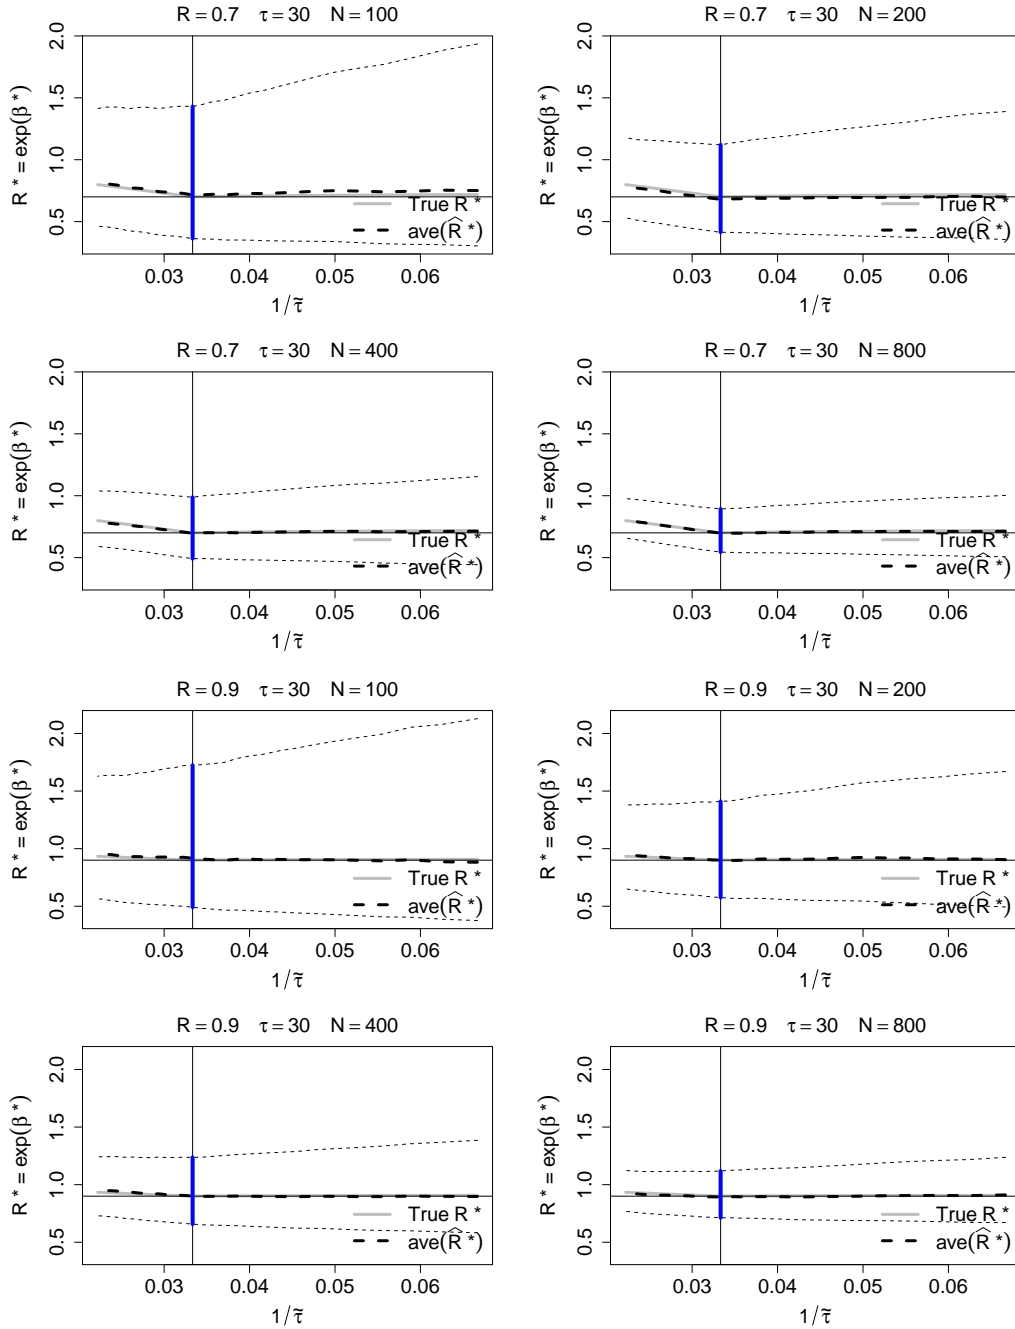 R = 0.7 τ = 30 N = 100
R* = exp(β*)
2.0
1.5
1.0
0.5
True R*
ave(R̂*)
0.03 0.04 0.05 0.06
1/τ̃
R = 0.7 τ = 30 N = 200
R* = exp(β*)
2.0
1.5
1.0
0.5
True R*
ave(R̂*)
0.03 0.04 0.05 0.06
1/τ̃
R = 0.7 τ = 30 N = 400
R* = exp(β*)
2.0
1.5
1.0
0.5
True R*
ave(R̂*)
0.03 0.04 0.05 0.06
1/τ̃
R = 0.7 τ = 30 N = 800
R* = exp(β*)
2.0
1.5
1.0
0.5
True R*
ave(R̂*)
0.03 0.04 0.05 0.06
1/τ̃
R = 0.9 τ = 30 N = 100
R* = exp(β*)
2.0
1.5
1.0
0.5
True R*
ave(R̂*)
0.03 0.04 0.05 0.06
1/τ̃
R = 0.9 τ = 30 N = 200
R* = exp(β*)
2.0
1.5
1.0
0.5
True R*
ave(R̂*)
0.03 0.04 0.05 0.06
1/τ̃
R = 0.9 τ = 30 N = 400
R* = exp(β*)
2.0
1.5
1.0
0.5
True R*
ave(R̂*)
0.03 0.04 0.05 0.06
1/τ̃
R = 0.9 τ = 30 N = 800
R* = exp(β*)
2.0
1.5
1.0
0.5
True R*
ave(R̂*)
0.03 0.04 0.05 0.06
1/τ̃